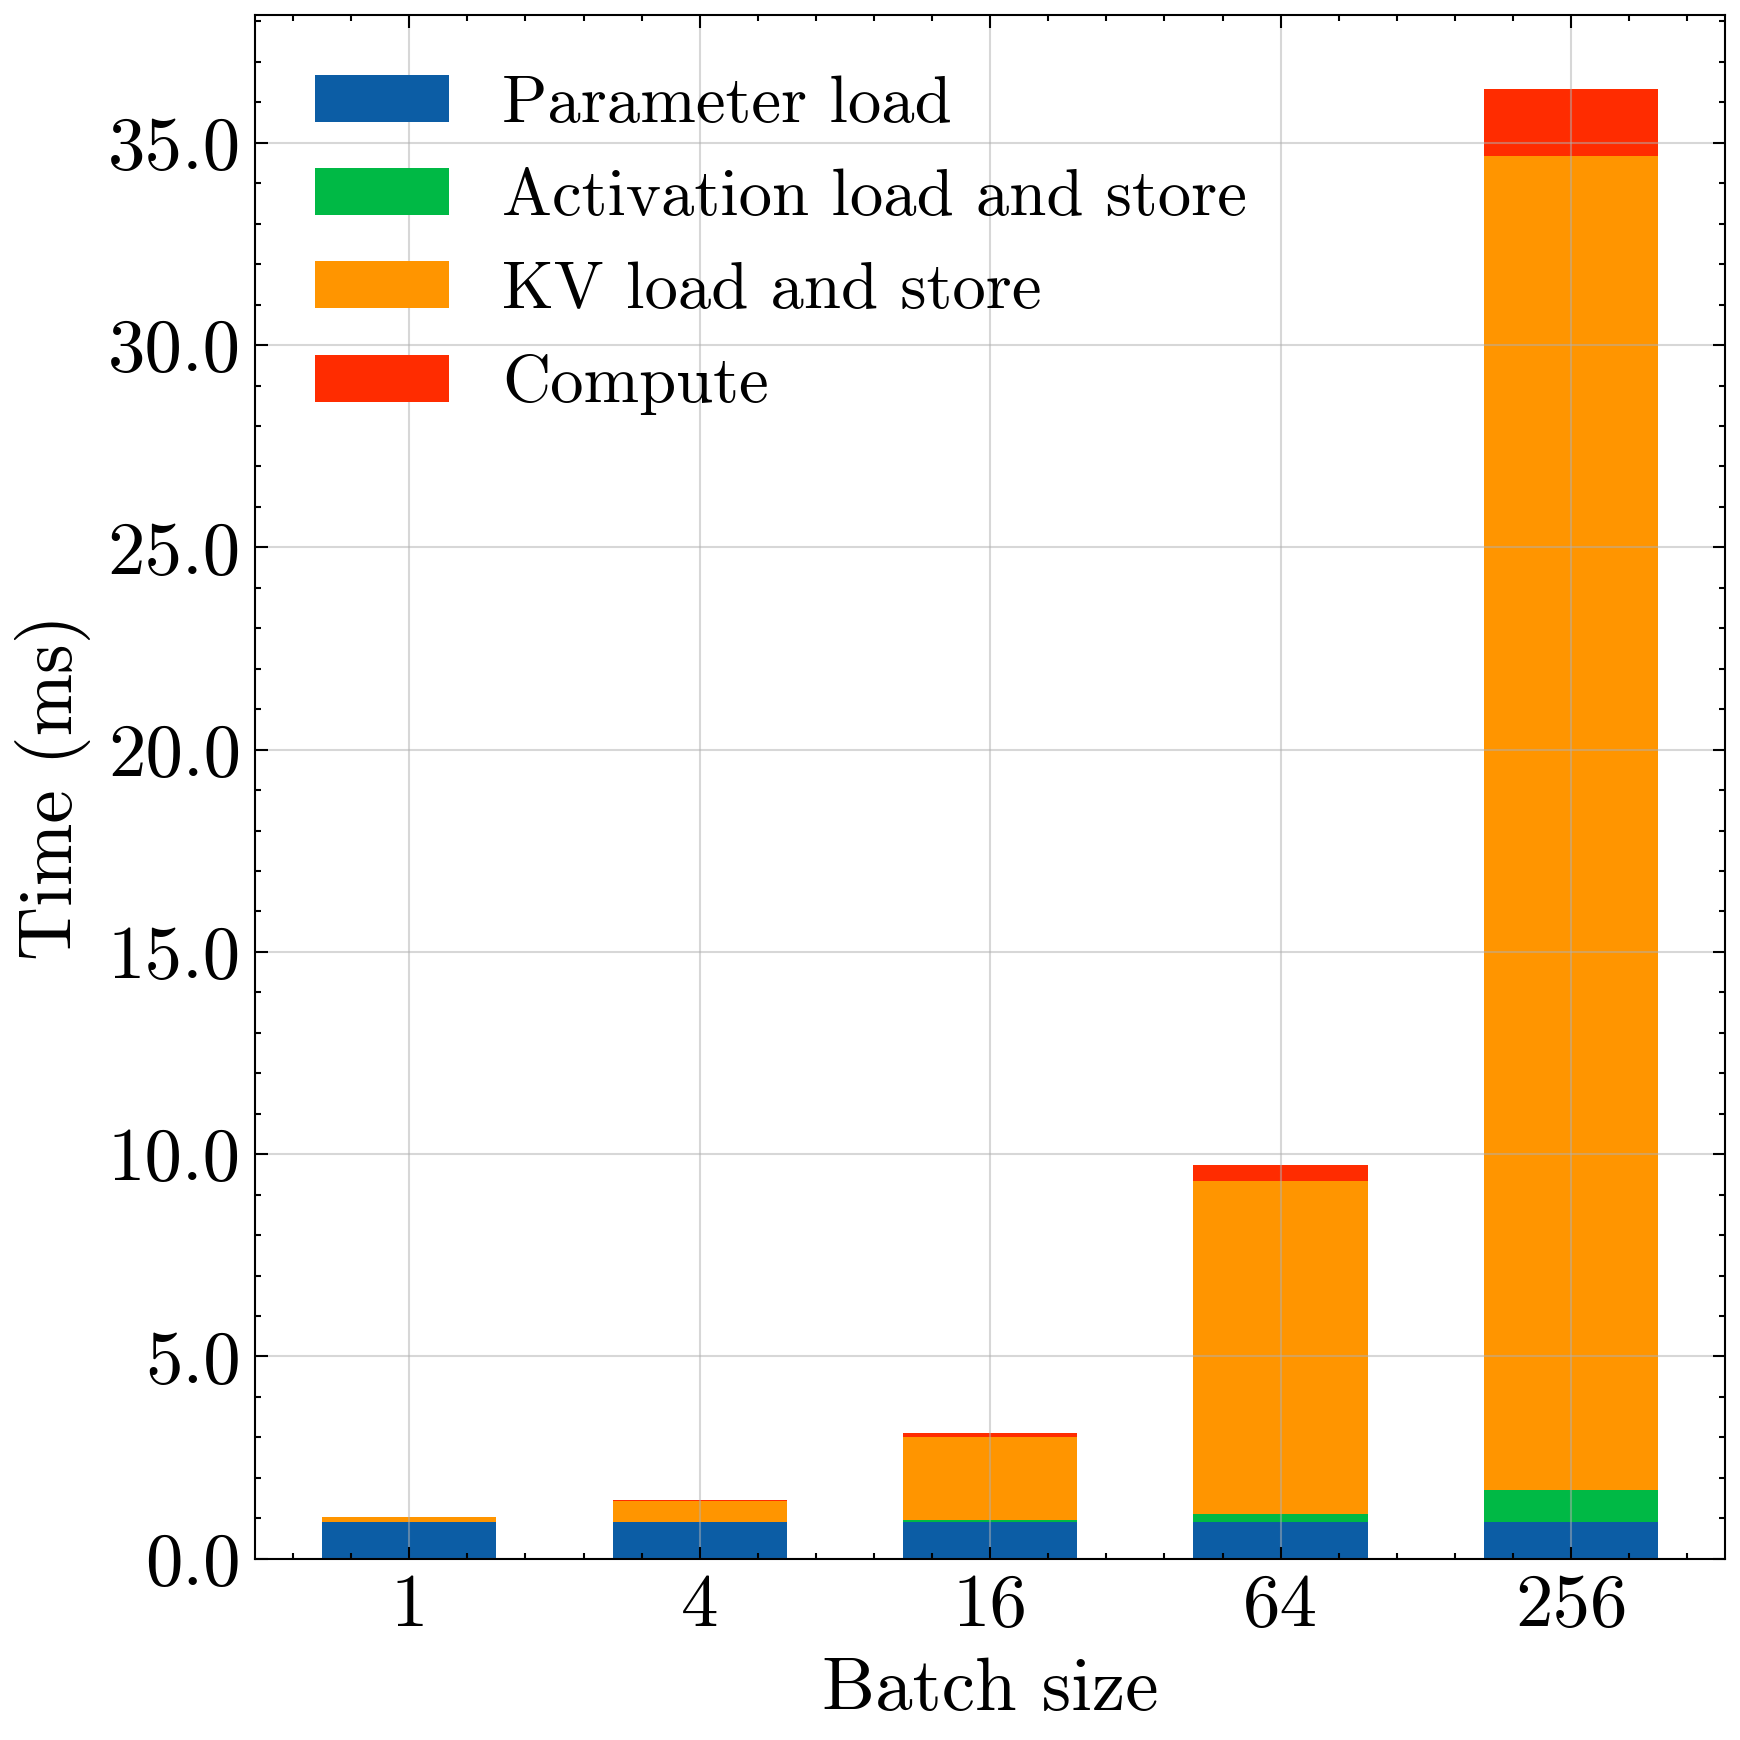 Parameter load
Activation load and store
KV load and store
Compute
35.0
30.0
25.0
20.0
15.0
10.0
5.0
0.0
Time (ms)
1 4 16 64 256
Batch size